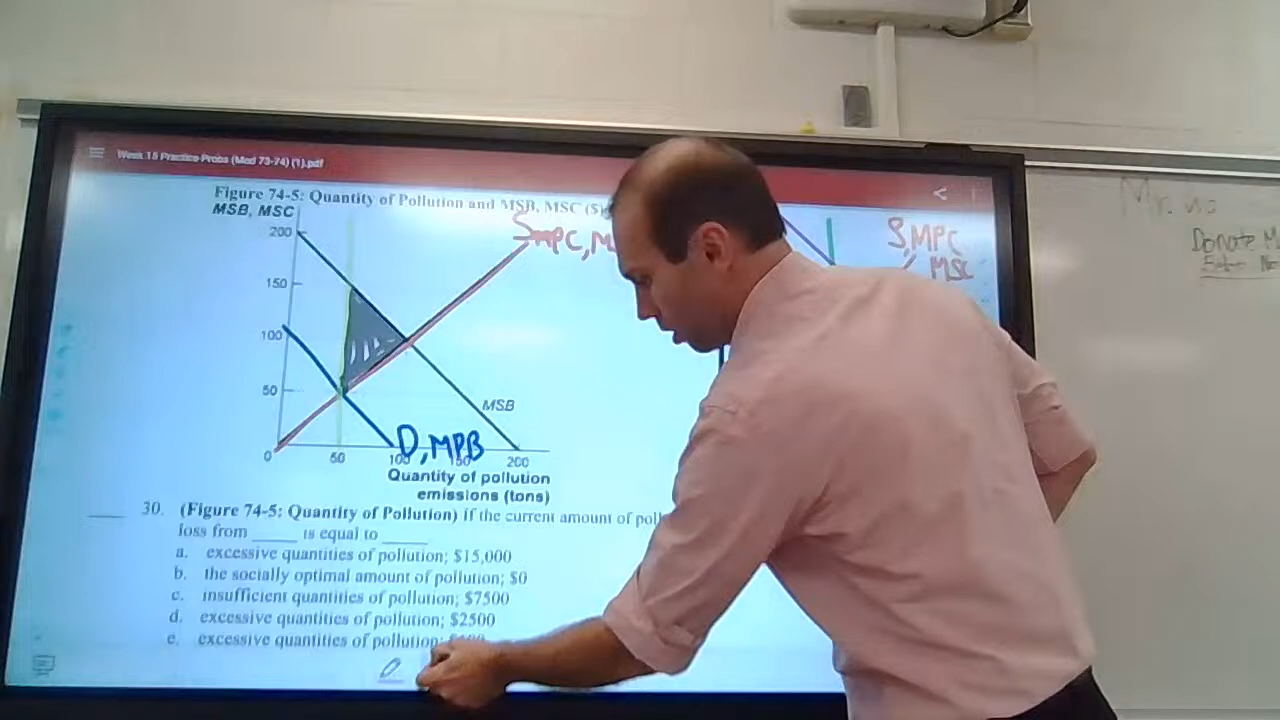 Week 15 Practice Probs (Mod 73-74) (1).pdf
Figure 74-5: Quantity of Pollution and MSB, MSC ($)
MSB, MSC
200
150
100
50
0
50
100
150
200
S
MPC, M
S, MPC
MSC
MSB
D, MPB
Quantity of pollution
emissions (tons)
30. (Figure 74-5: Quantity of Pollution) If the current amount of pol
loss from ____ is equal to ____
a. excessive quantities of pollution; $15,000
b. the socially optimal amount of pollution; $0
c. insufficient quantities of pollution; $7500
d. excessive quantities of pollution; $2500
e. excessive quantities of pollution;
Donate M